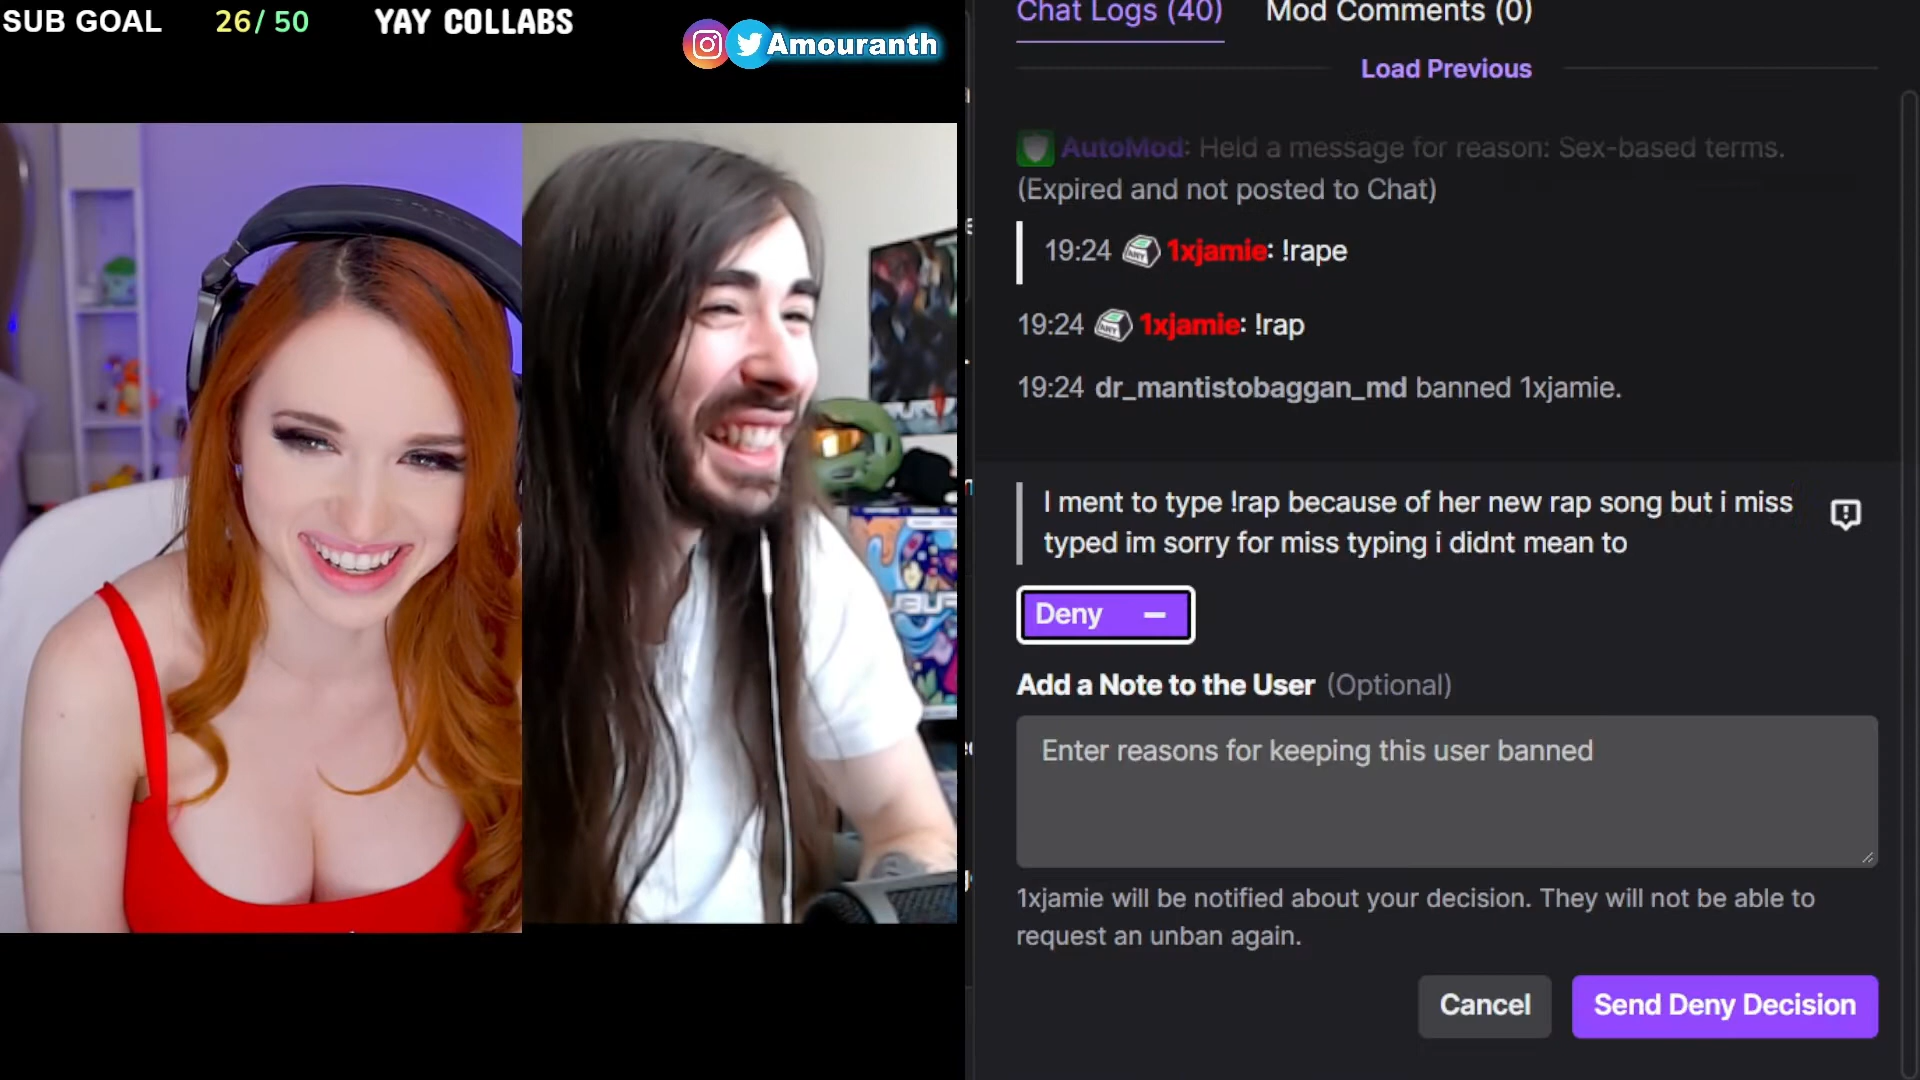 SUB GOAL 26/ 50 YAY COLLABS
Amouranth
Chat Logs (40) Mod Comments (0)
Load Previous
AutoMod: Held a message for reason: Sex-based terms.
(Expired and not posted to Chat)
19:24 1xjamie: !rape
19:24 1xjamie: !rap
19:24 dr_mantistobaggan_md banned 1xjamie.
I ment to type !rap because of her new rap song but i miss
typed im sorry for miss typing i didnt mean to
Deny
Add a Note to the User (Optional)
Enter reasons for keeping this user banned
1xjamie will be notified about your decision. They will not be able to
request an unban again.
Cancel Send Deny Decision